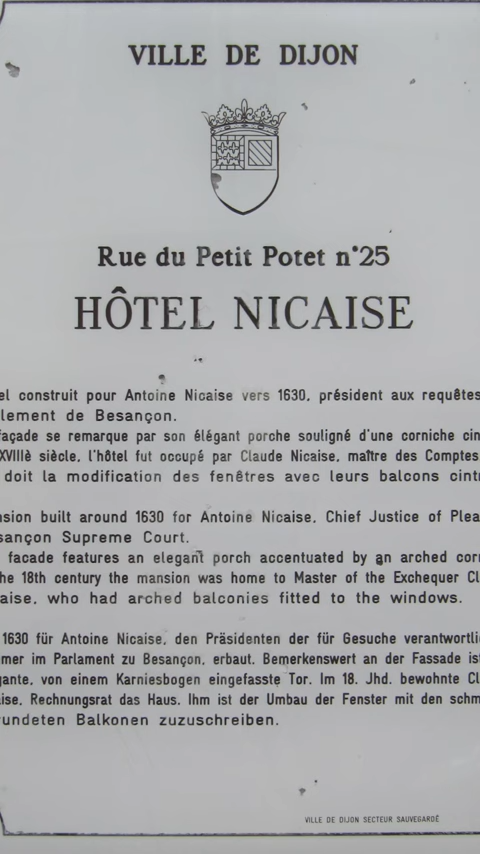 VILLE DE DIJON
Rue du Petit Potet n°25
HÔTEL NICAISE
el construit pour Antoine Nicaise vers 1630, président aux requêtes
lement de Besançon.
façade se remarque par son élégant porche souligné d'une corniche cin
XVIIIè siècle, l'hôtel fut occupé par Claude Nicaise, maître des Comptes
doit la modification des fenêtres avec leurs balcons cint
nsion built around 1630 for Antoine Nicaise, Chief Justice of Plea
sançon Supreme Court.
facade features an elegant porch accentuated by an arched corn
he 18th century the mansion was home to Master of the Exchequer Cl
aise, who had arched balconies fitted to the windows.
1630 für Antoine Nicaise, den Präsidenten der für Gesuche verantwortli
mer im Parlament zu Besançon, erbaut. Bemerkenswert an der Fassade ist
gante, von einem Karniesbogen eingefasste Tor. Im 18. Jhd. bewohnte Cl
ise, Rechnungsrat das Haus. Ihm ist der Umbau der Fenster mit den schm
undeten Balkonen zuzuschreiben.
VILLE DE DIJON SECTEUR SAUVEGARDÉ